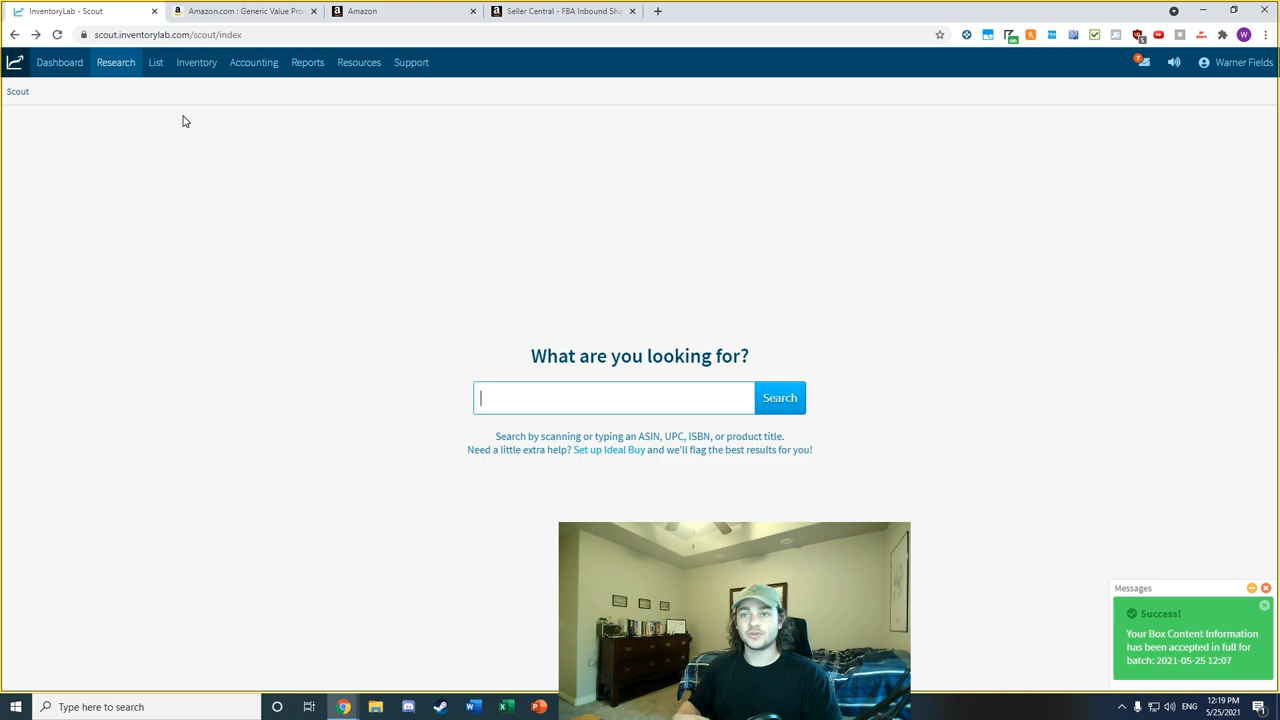 InventoryLab - Scout
Amazon.com : Generic Value Pro
Amazon
Seller Central - FBA Inbound Shi
scout.inventorylab.com/scout/index
Dashboard
Research
List
Inventory
Accounting
Reports
Resources
Support
7
Warner Fields
Scout
What are you looking for?
Search
Search by scanning or typing an ASIN, UPC, ISBN, or product title.
Need a little extra help? Set up Ideal Buy and we'll flag the best results for you!
Messages
Success!
Your Box Content Information
has been accepted in full for
batch: 2021-05-25 12:07
Type here to search
ENG
12:19 PM
5/25/2021